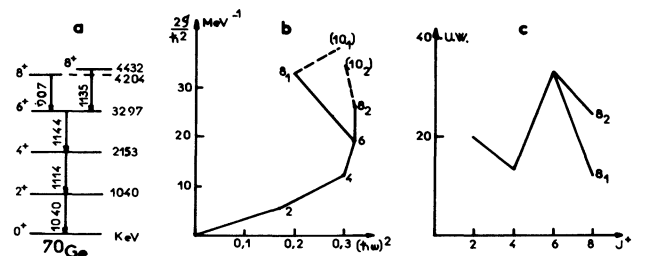 a
8⁺ 8⁺ 4432
4204
907 1135
6⁺ 3297
1144
4⁺ 2153
1114
2⁺ 1040
1040
0⁺ KeV
⁷⁰Ge
b
2𝒥/ħ² MeV⁻¹
30
20
10
0,1 0,2 0,3 (ħω)²
2
4
6
8₁
8₂
(10₁)
(10₂)
c
40 U.W.
20
2 4 6 8 J⁺
8₂
8₁